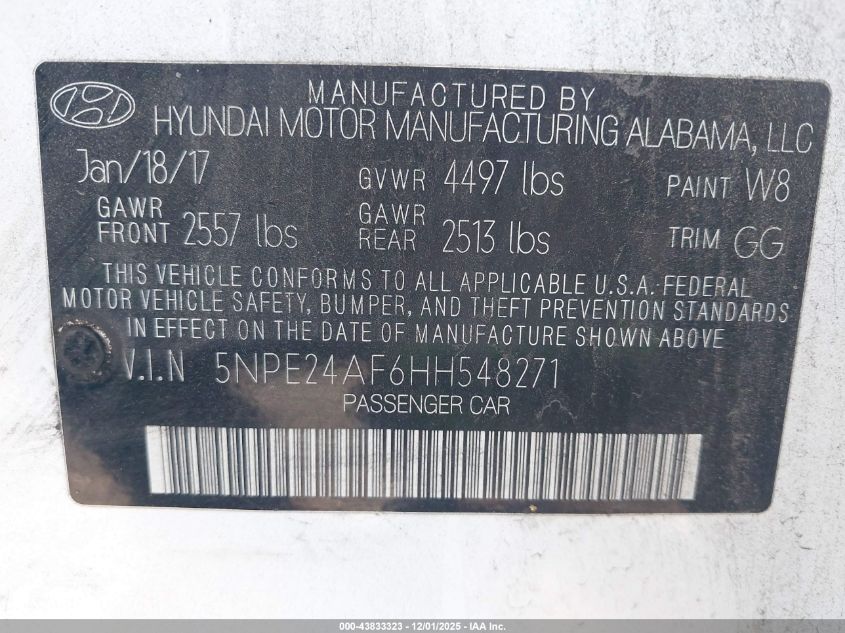 MANUFACTURED BY
HYUNDAI MOTOR MANUFACTURING ALABAMA, LLC
Jan/18/17 GVWR 4497 lbs PAINT W8
GAWR FRONT 2557 lbs GAWR REAR 2513 lbs TRIM GG
THIS VEHICLE CONFORMS TO ALL APPLICABLE U.S.A. FEDERAL
MOTOR VEHICLE SAFETY, BUMPER, AND THEFT PREVENTION STANDARDS
IN EFFECT ON THE DATE OF MANUFACTURE SHOWN ABOVE.
V.I.N 5NPE24AF6HH548271
PASSENGER CAR
000-43833323 - 12/01/2025 - IAA Inc.